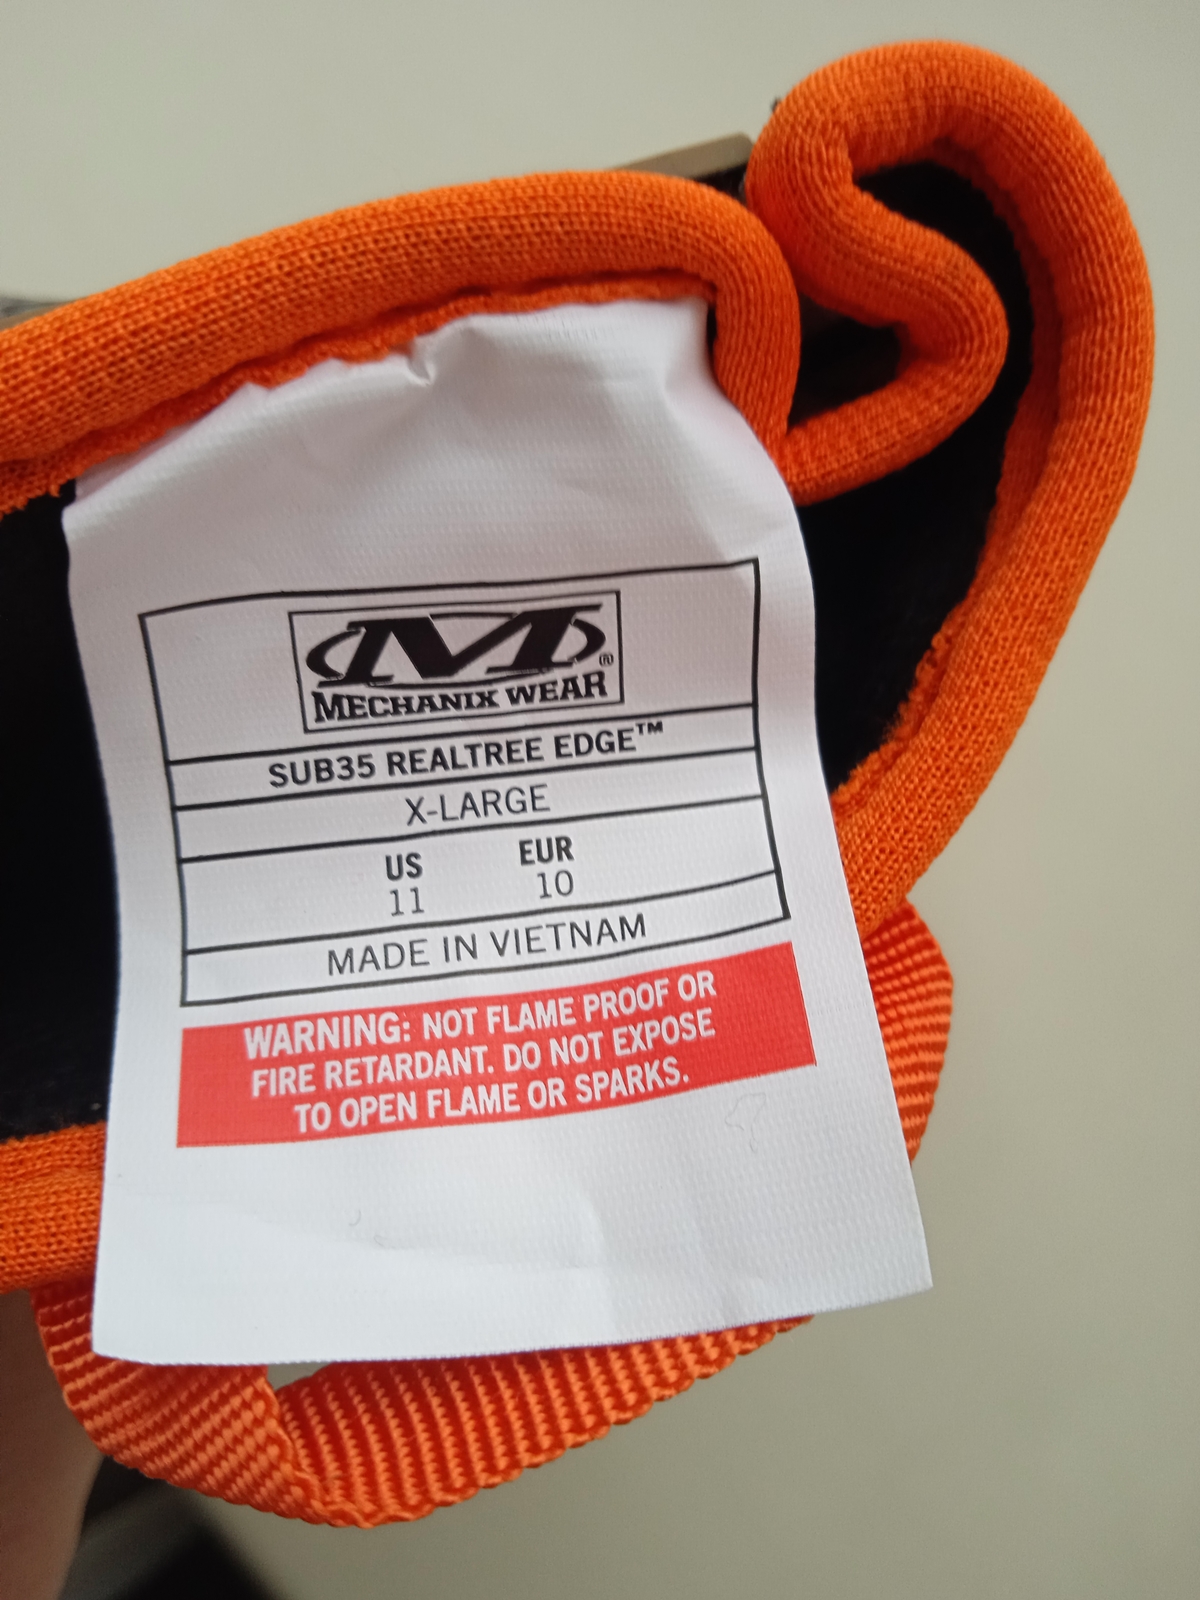 M®
MECHANIX WEAR
SUB35 REALTREE EDGE™
X-LARGE
US EUR
11 10
MADE IN VIETNAM
WARNING: NOT FLAME PROOF OR
FIRE RETARDANT. DO NOT EXPOSE
TO OPEN FLAME OR SPARKS.